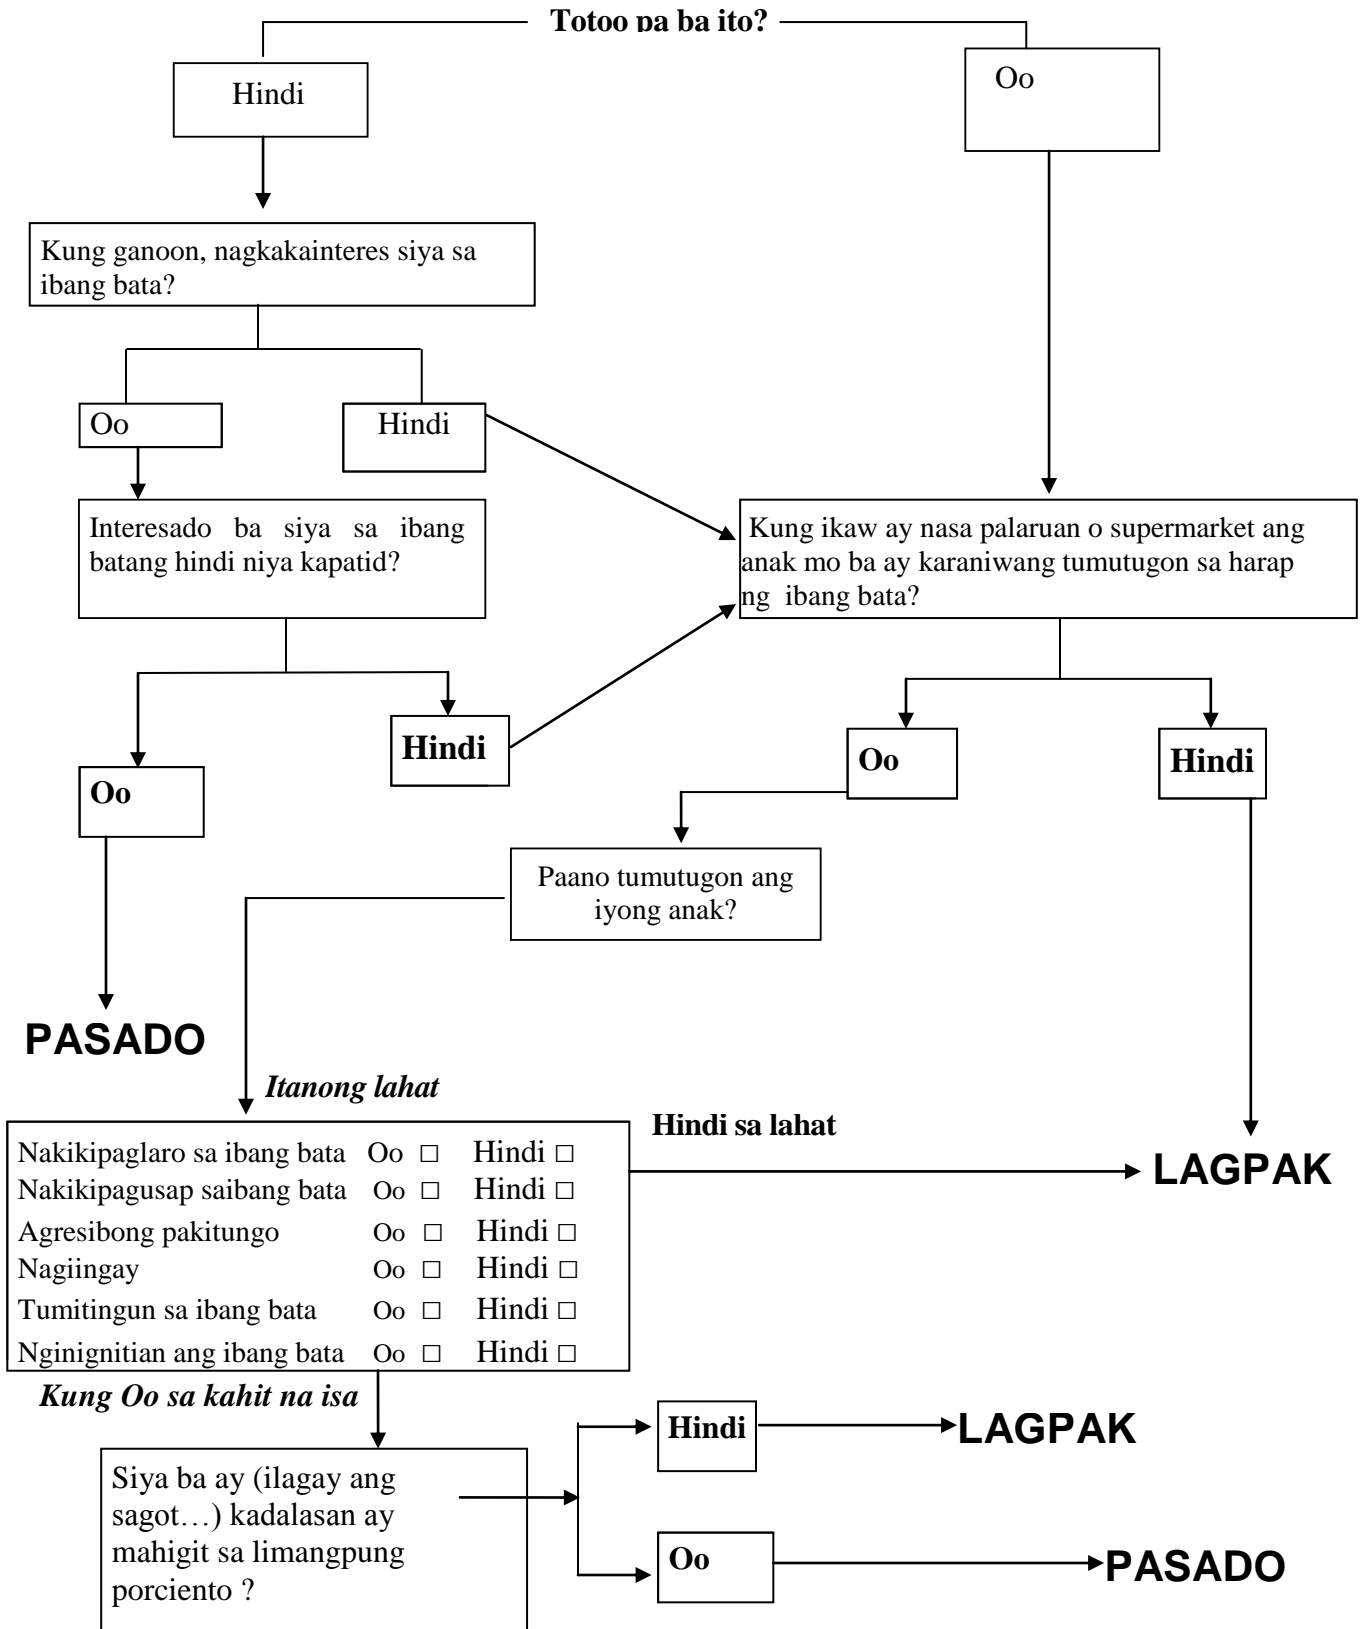 Totoo pa ba ito?
Hindi
Oo
Kung ganoon, nagkakainteres siya sa
ibang bata?
Oo
Hindi
Interesado ba siya sa ibang
batang hindi niya kapatid?
Kung ikaw ay nasa palaruan o supermarket ang
anak mo ba ay karaniwang tumutugon sa harap
ng ibang bata?
Hindi
Oo
Oo
Hindi
Paano tumutugon ang
iyong anak?
PASADO
Itanong lahat
Hindi sa lahat
LAGPAK
Nakikipaglaro sa ibang bata Oo □ Hindi □
Nakikipagusap saibang bata Oo □ Hindi □
Agresibong pakitungo Oo □ Hindi □
Nagiingay Oo □ Hindi □
Tumitingun sa ibang bata Oo □ Hindi □
Nginignitian ang ibang bata Oo □ Hindi □
Kung Oo sa kahit na isa
Siya ba ay (ilagay ang
sagot…) kadalasan ay
mahigit sa limangpung
porciento ?
Hindi
LAGPAK
Oo
PASADO